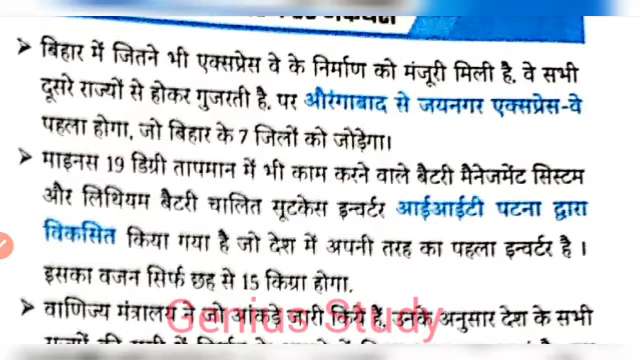 ➤ बिहार में जितने भी एक्सप्रेस वे के निर्माण को मंजूरी मिली है, वे सभी
दूसरे राज्यों से होकर गुजरती है, पर औरंगाबाद से जयनगर एक्सप्रेस-वे
पहला होगा, जो बिहार के 7 जिलों को जोड़ेगा।
➤ माइनस 19 डिग्री तापमान में भी काम करने वाले बैटरी मैनेजमेंट सिस्टम
और लिथियम बैटरी चालित सूटकेस इन्वर्टर आईआईटी पटना द्वारा
विकसित किया गया है जो देश में अपनी तरह का पहला इन्वर्टर है ।
इसका वजन सिर्फ छह से 15 किग्रा होगा,
➤ वाणिज्य मंत्रालय ने जो आंकड़े जारी, किये है, उनके अनुसार देश के सभी
Genius Study